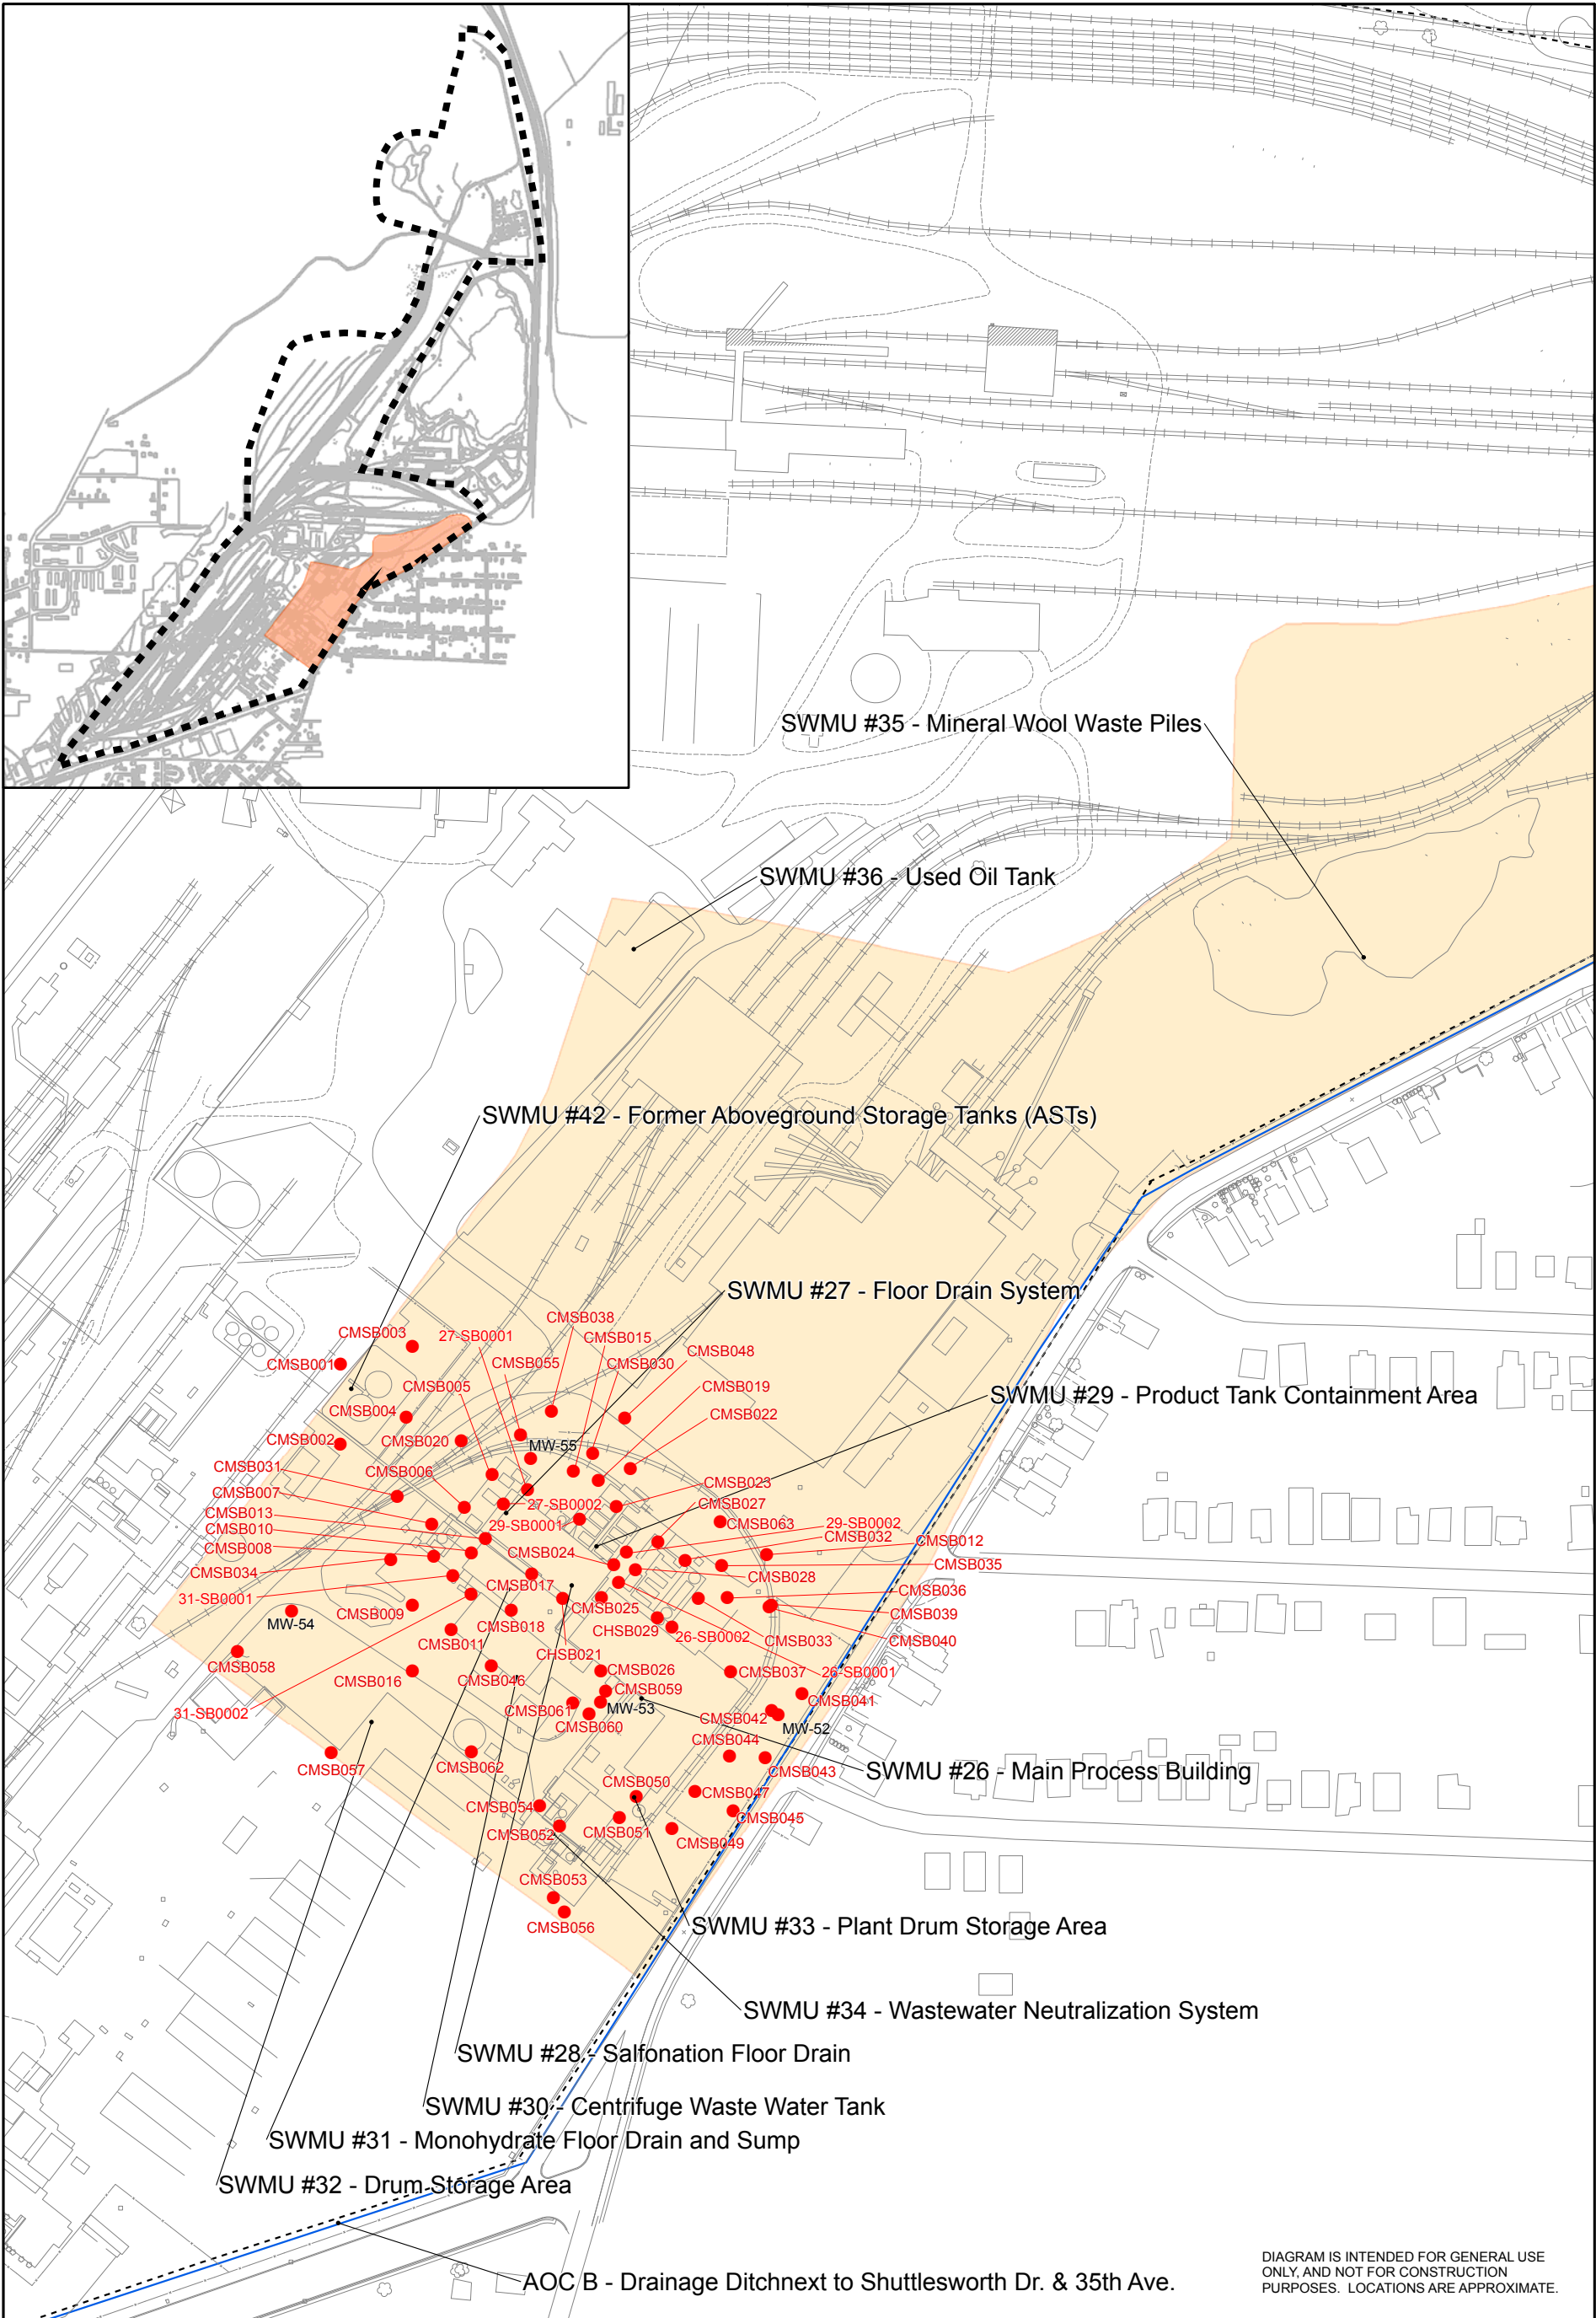 SWMU #35 - Mineral Wool Waste Piles
SWMU #36 - Used Oil Tank
SWMU #42 - Former Aboveground Storage Tanks (ASTs)
SWMU #27 - Floor Drain System
CMSB038
CMSB003
27-SB0001
CMSB015
CMSB048
CMSB001
CMSB055
CMSB030
CMSB005
CMSB019
SWMU #29 - Product Tank Containment Area
CMSB004
CMSB022
CMSB002
CMSB020
MW-55
CMSB031
CMSB006
CMSB023
CMSB007
27-SB0002
CMSB027
CMSB013
29-SB0001
CMSB063
29-SB0002
CMSB010
CMSB032
CMSB012
CMSB008
CMSB024
CMSB035
CMSB034
CMSB028
CMSB017
CMSB036
31-SB0001
CMSB025
CMSB039
CMSB009
MW-54
CMSB018
CHSB029
26-SB0002
CMSB033
CMSB040
CMSB011
CHSB021
CMSB058
CMSB016
CMSB046
CMSB026
CMSB037
26-SB0001
CMSB059
CMSB041
31-SB0002
CMSB061
MW-53
CMSB042
CMSB060
MW-52
CMSB044
CMSB057
CMSB062
CMSB043
SWMU #26 - Main Process Building
CMSB050
CMSB047
CMSB054
CMSB045
CMSB052
CMSB051
CMSB049
CMSB053
CMSB056
SWMU #33 - Plant Drum Storage Area
SWMU #34 - Wastewater Neutralization System
SWMU #28 - Salfonation Floor Drain
SWMU #30 - Centrifuge Waste Water Tank
SWMU #31 - Monohydrate Floor Drain and Sump
SWMU #32 - Drum Storage Area
AOC B - Drainage Ditchnext to Shuttlesworth Dr. & 35th Ave.
DIAGRAM IS INTENDED FOR GENERAL USE
ONLY, AND NOT FOR CONSTRUCTION
PURPOSES. LOCATIONS ARE APPROXIMATE.